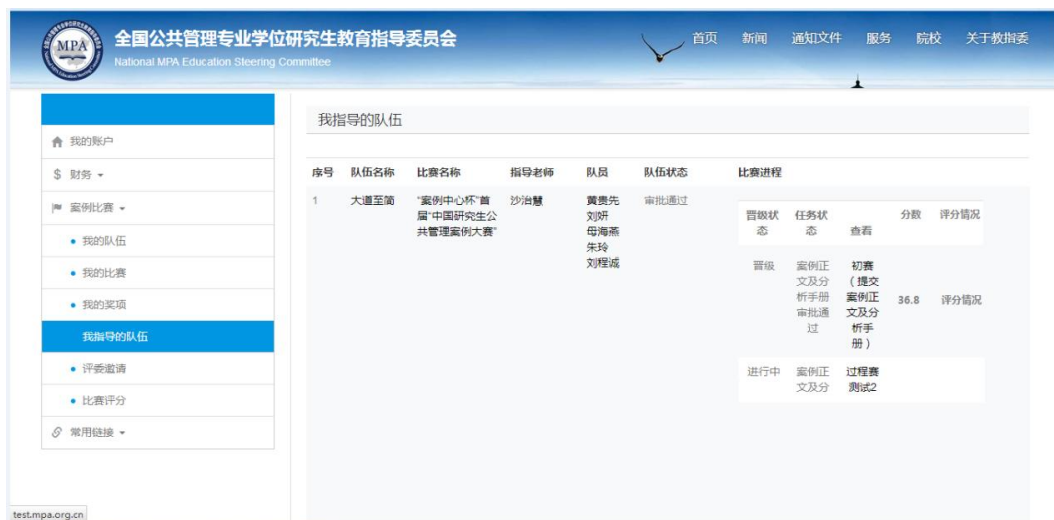 MPA
全国公共管理专业学位研究生教育指导委员会
National MPA Education Steering Committee
首页 新闻 通知文件 服务 院校 关于教指委
我的账户
$ 财务
案例比赛
我的队伍
我的比赛
我的奖项
我指导的队伍
评委邀请
比赛评分
常用链接
我指导的队伍
序号 队伍名称 比赛名称 指导老师 队员 队伍状态 比赛进程
1 大道至简 “案例中心杯”首 沙治慧 黄贵先 审批通过
届“中国研究生公 刘妍
共管理案例大赛” 母海燕
朱玲
刘程诚
晋级状 任务状 分数 评分情况
态 态 查看
晋级 案例正 初赛
文及分 (提交
析手册 案例正 36.8 评分情况
审批通 文及分
过 析手
册)
进行中 案例正 过程赛
文及分 测试2
test.mpa.org.cn